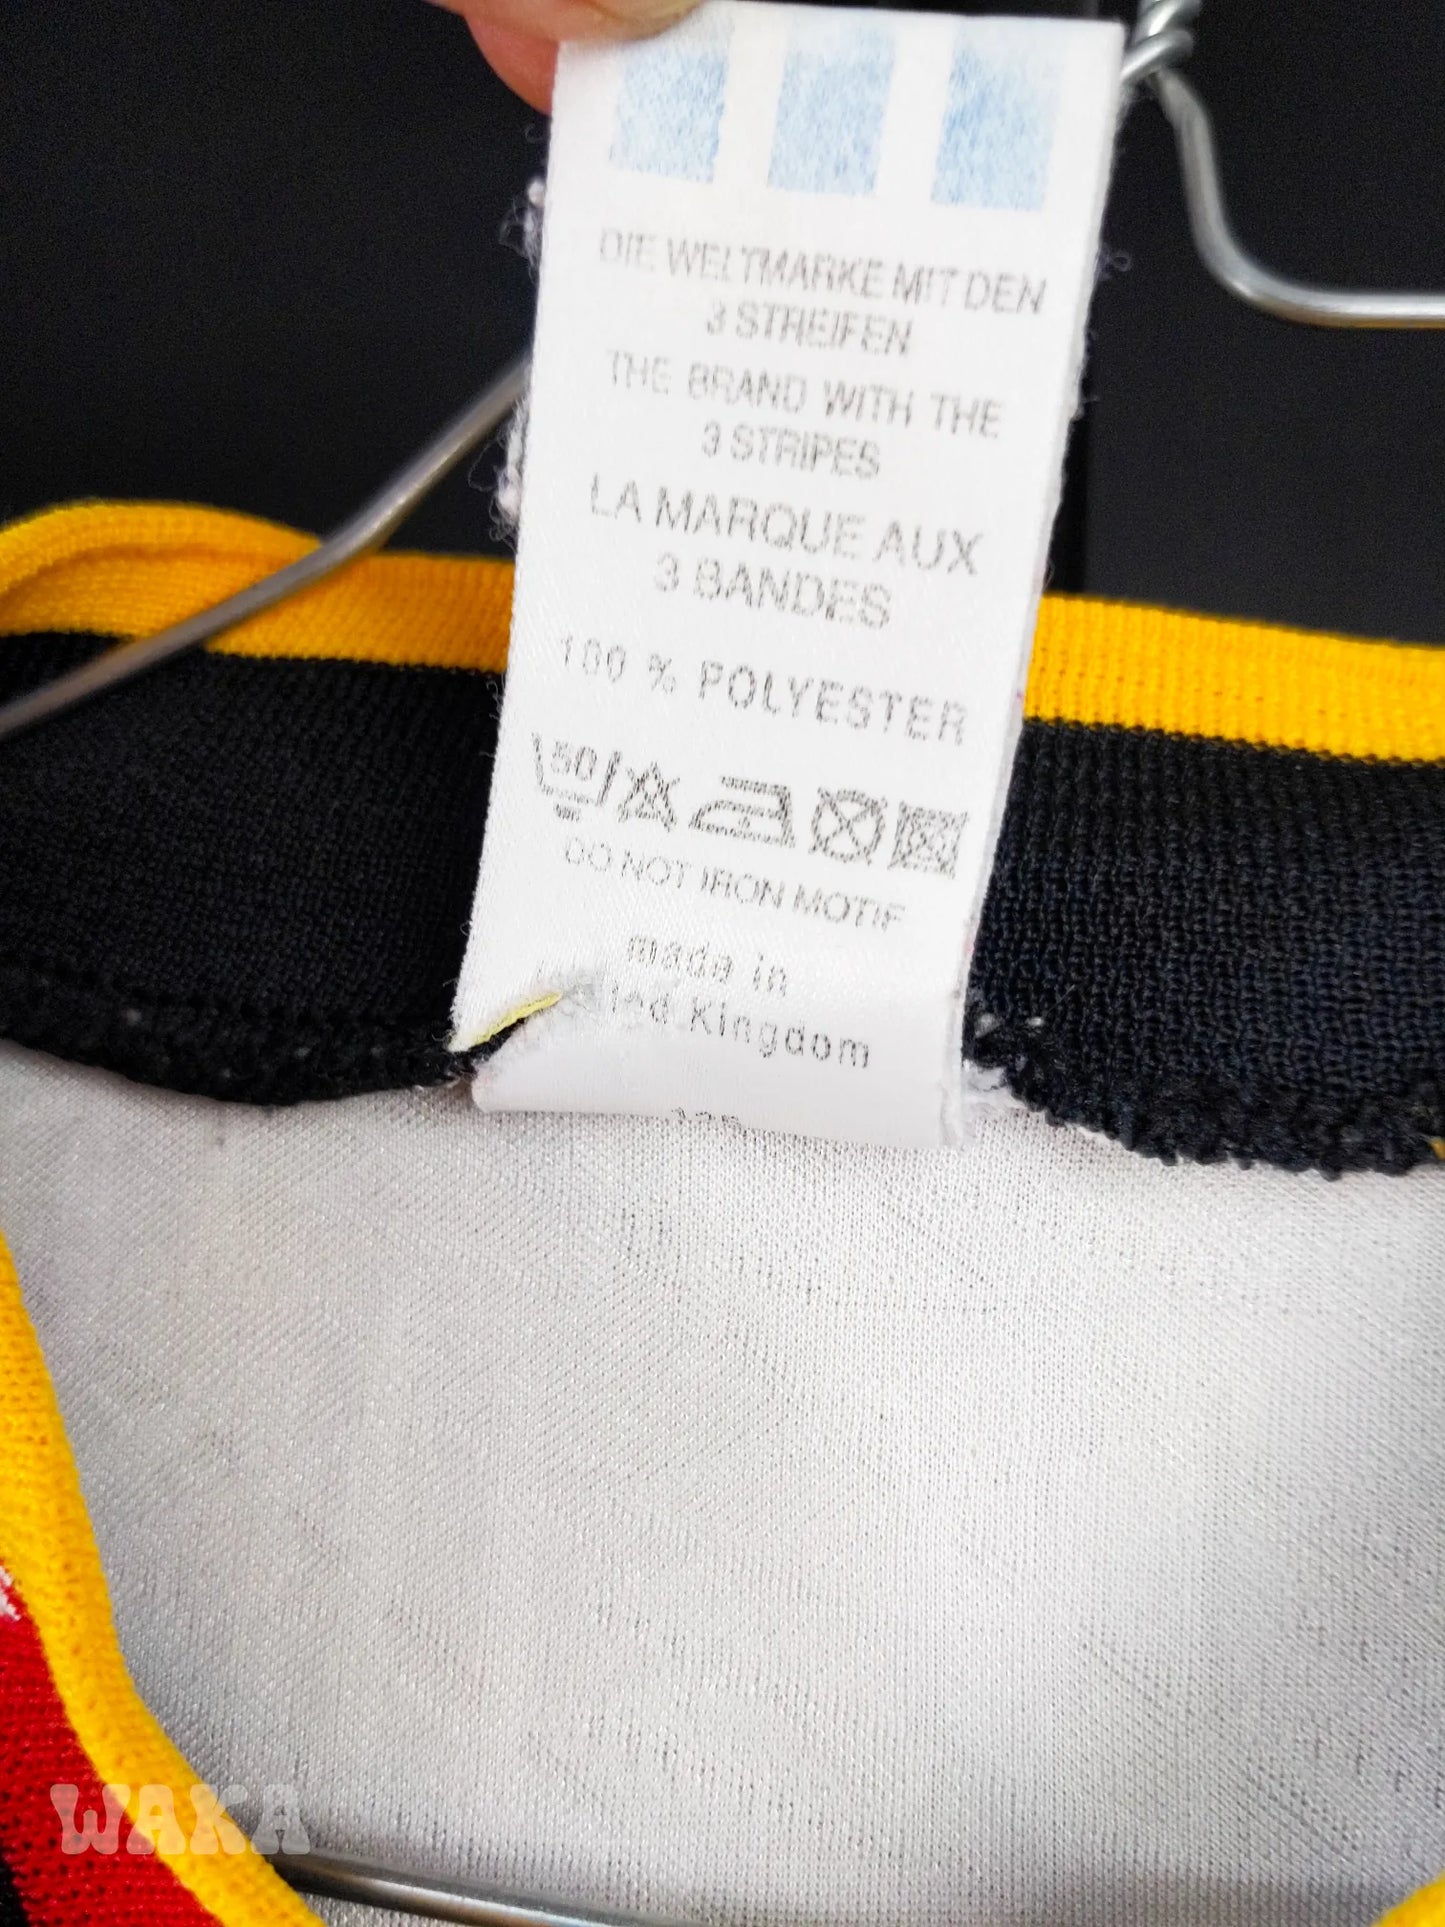 DIE WELTMARKE MIT DEN
3 STREIFEN
THE BRAND WITH THE
3 STRIPES
LA MARQUE AUX
3 BANDES
100 % POLYESTER
50
DO NOT IRON MOTIF
made in
Kingdom
WAKA